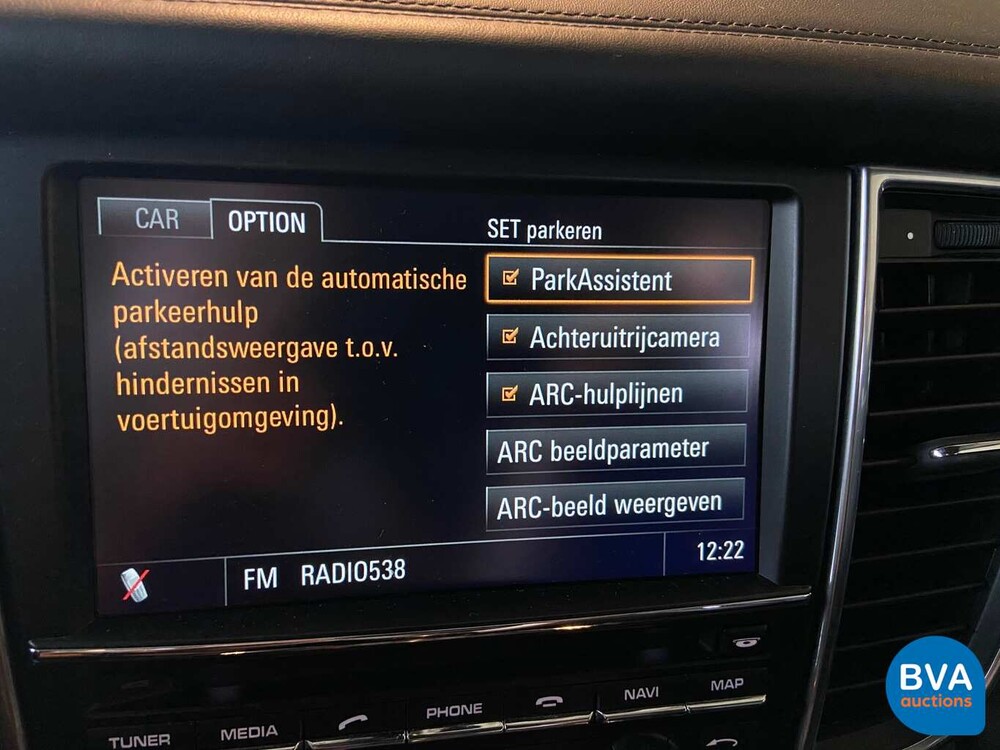 CAR OPTION
SET parkeren
Activeren van de automatische
parkeerhulp
(afstandsweergave t.o.v.
hindernissen in
voertuigomgeving).
ParkAssistent
Achteruitrijcamera
ARC-hulplijnen
ARC beeldparameter
ARC-beeld weergeven
FM RADIO538
12:22
TUNER MEDIA PHONE NAVI MAP
BVA
auctions